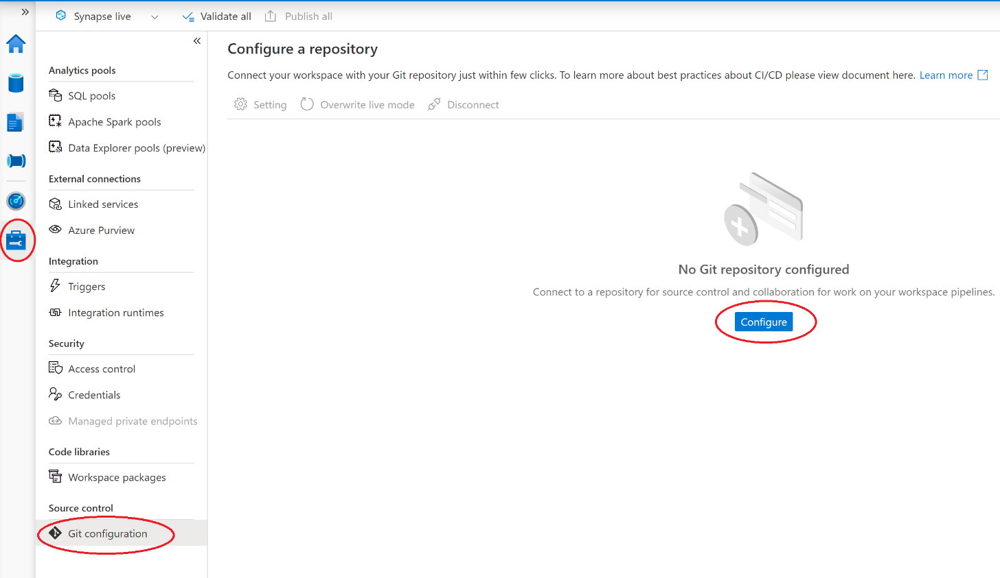 Synapse live
Validate all
Publish all
Analytics pools
SQL pools
Apache Spark pools
Data Explorer pools (preview)
External connections
Linked services
Azure Purview
Integration
Triggers
Integration runtimes
Security
Access control
Credentials
Managed private endpoints
Code libraries
Workspace packages
Source control
Git configuration
Configure a repository
Connect your workspace with your Git repository just within few clicks. To learn more about best practices about CI/CD please view document here. Learn more
Setting
Overwrite live mode
Disconnect
No Git repository configured
Connect to a repository for source control and collaboration for work on your workspace pipelines.
Configure